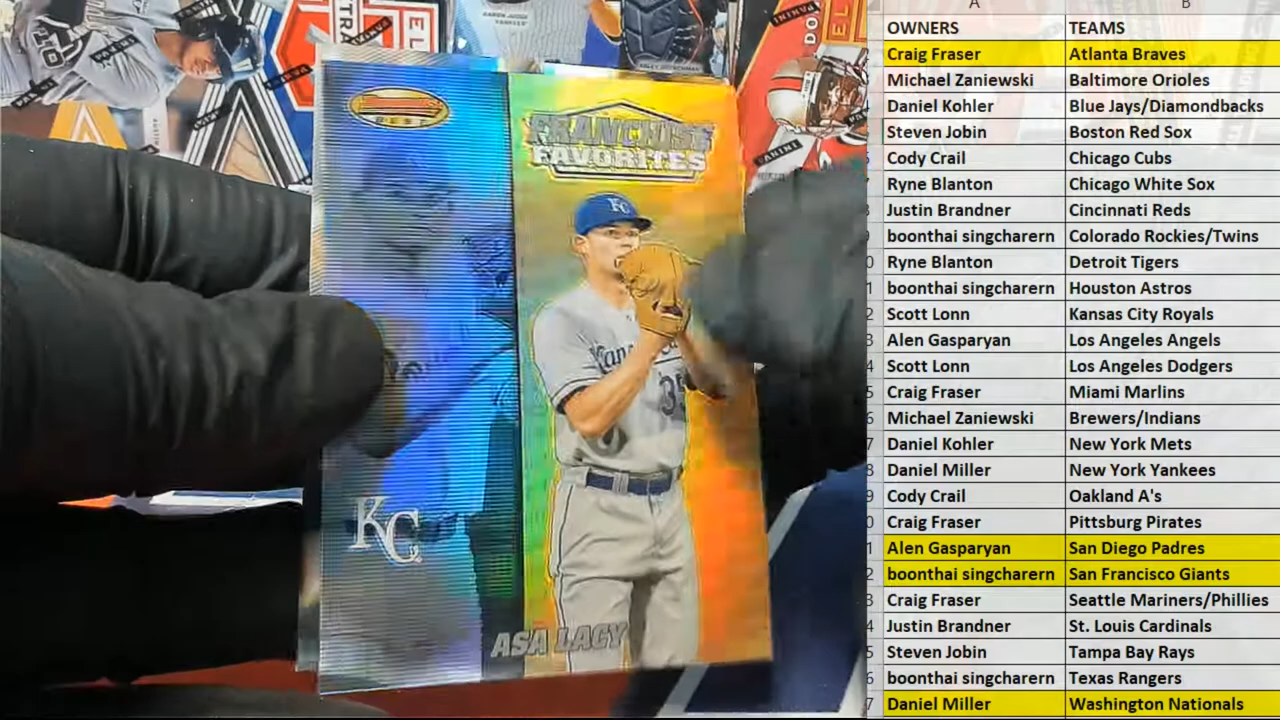 BEST
FRANCHISE
FAVORITES
KC
35
KC
ASA LACY
PANINI
A B
OWNERS TEAMS
Craig Fraser Atlanta Braves
Michael Zaniewski Baltimore Orioles
Daniel Kohler Blue Jays/Diamondbacks
Steven Jobin Boston Red Sox
Cody Crail Chicago Cubs
Ryne Blanton Chicago White Sox
Justin Brandner Cincinnati Reds
boonthai singcharern Colorado Rockies/Twins
Ryne Blanton Detroit Tigers
boonthai singcharern Houston Astros
Scott Lonn Kansas City Royals
Alen Gasparyan Los Angeles Angels
Scott Lonn Los Angeles Dodgers
Craig Fraser Miami Marlins
Michael Zaniewski Brewers/Indians
Daniel Kohler New York Mets
Daniel Miller New York Yankees
Cody Crail Oakland A's
Craig Fraser Pittsburg Pirates
Alen Gasparyan San Diego Padres
boonthai singcharern San Francisco Giants
Craig Fraser Seattle Mariners/Phillies
Justin Brandner St. Louis Cardinals
Steven Jobin Tampa Bay Rays
boonthai singcharern Texas Rangers
Daniel Miller Washington Nationals